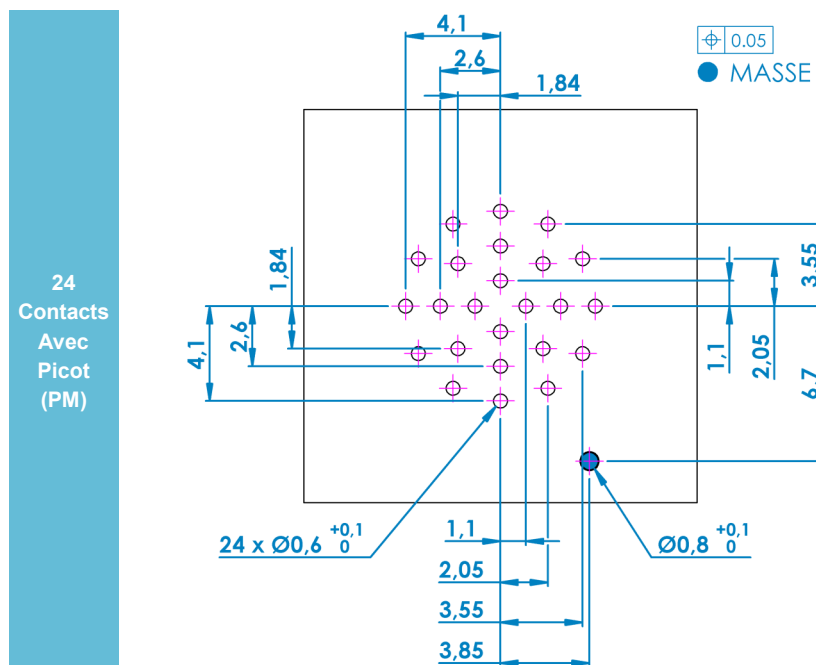 4,1
2,6
1,84
⌖ 0.05
MASSE
24
Contacts
Avec
Picot
(PM)
1,84
2,6
4,1
3,55
2,05
1,1
6,7
24 x Ø0,6 +0,1 0
1,1
Ø0,8 +0,1 0
2,05
3,55
3,85